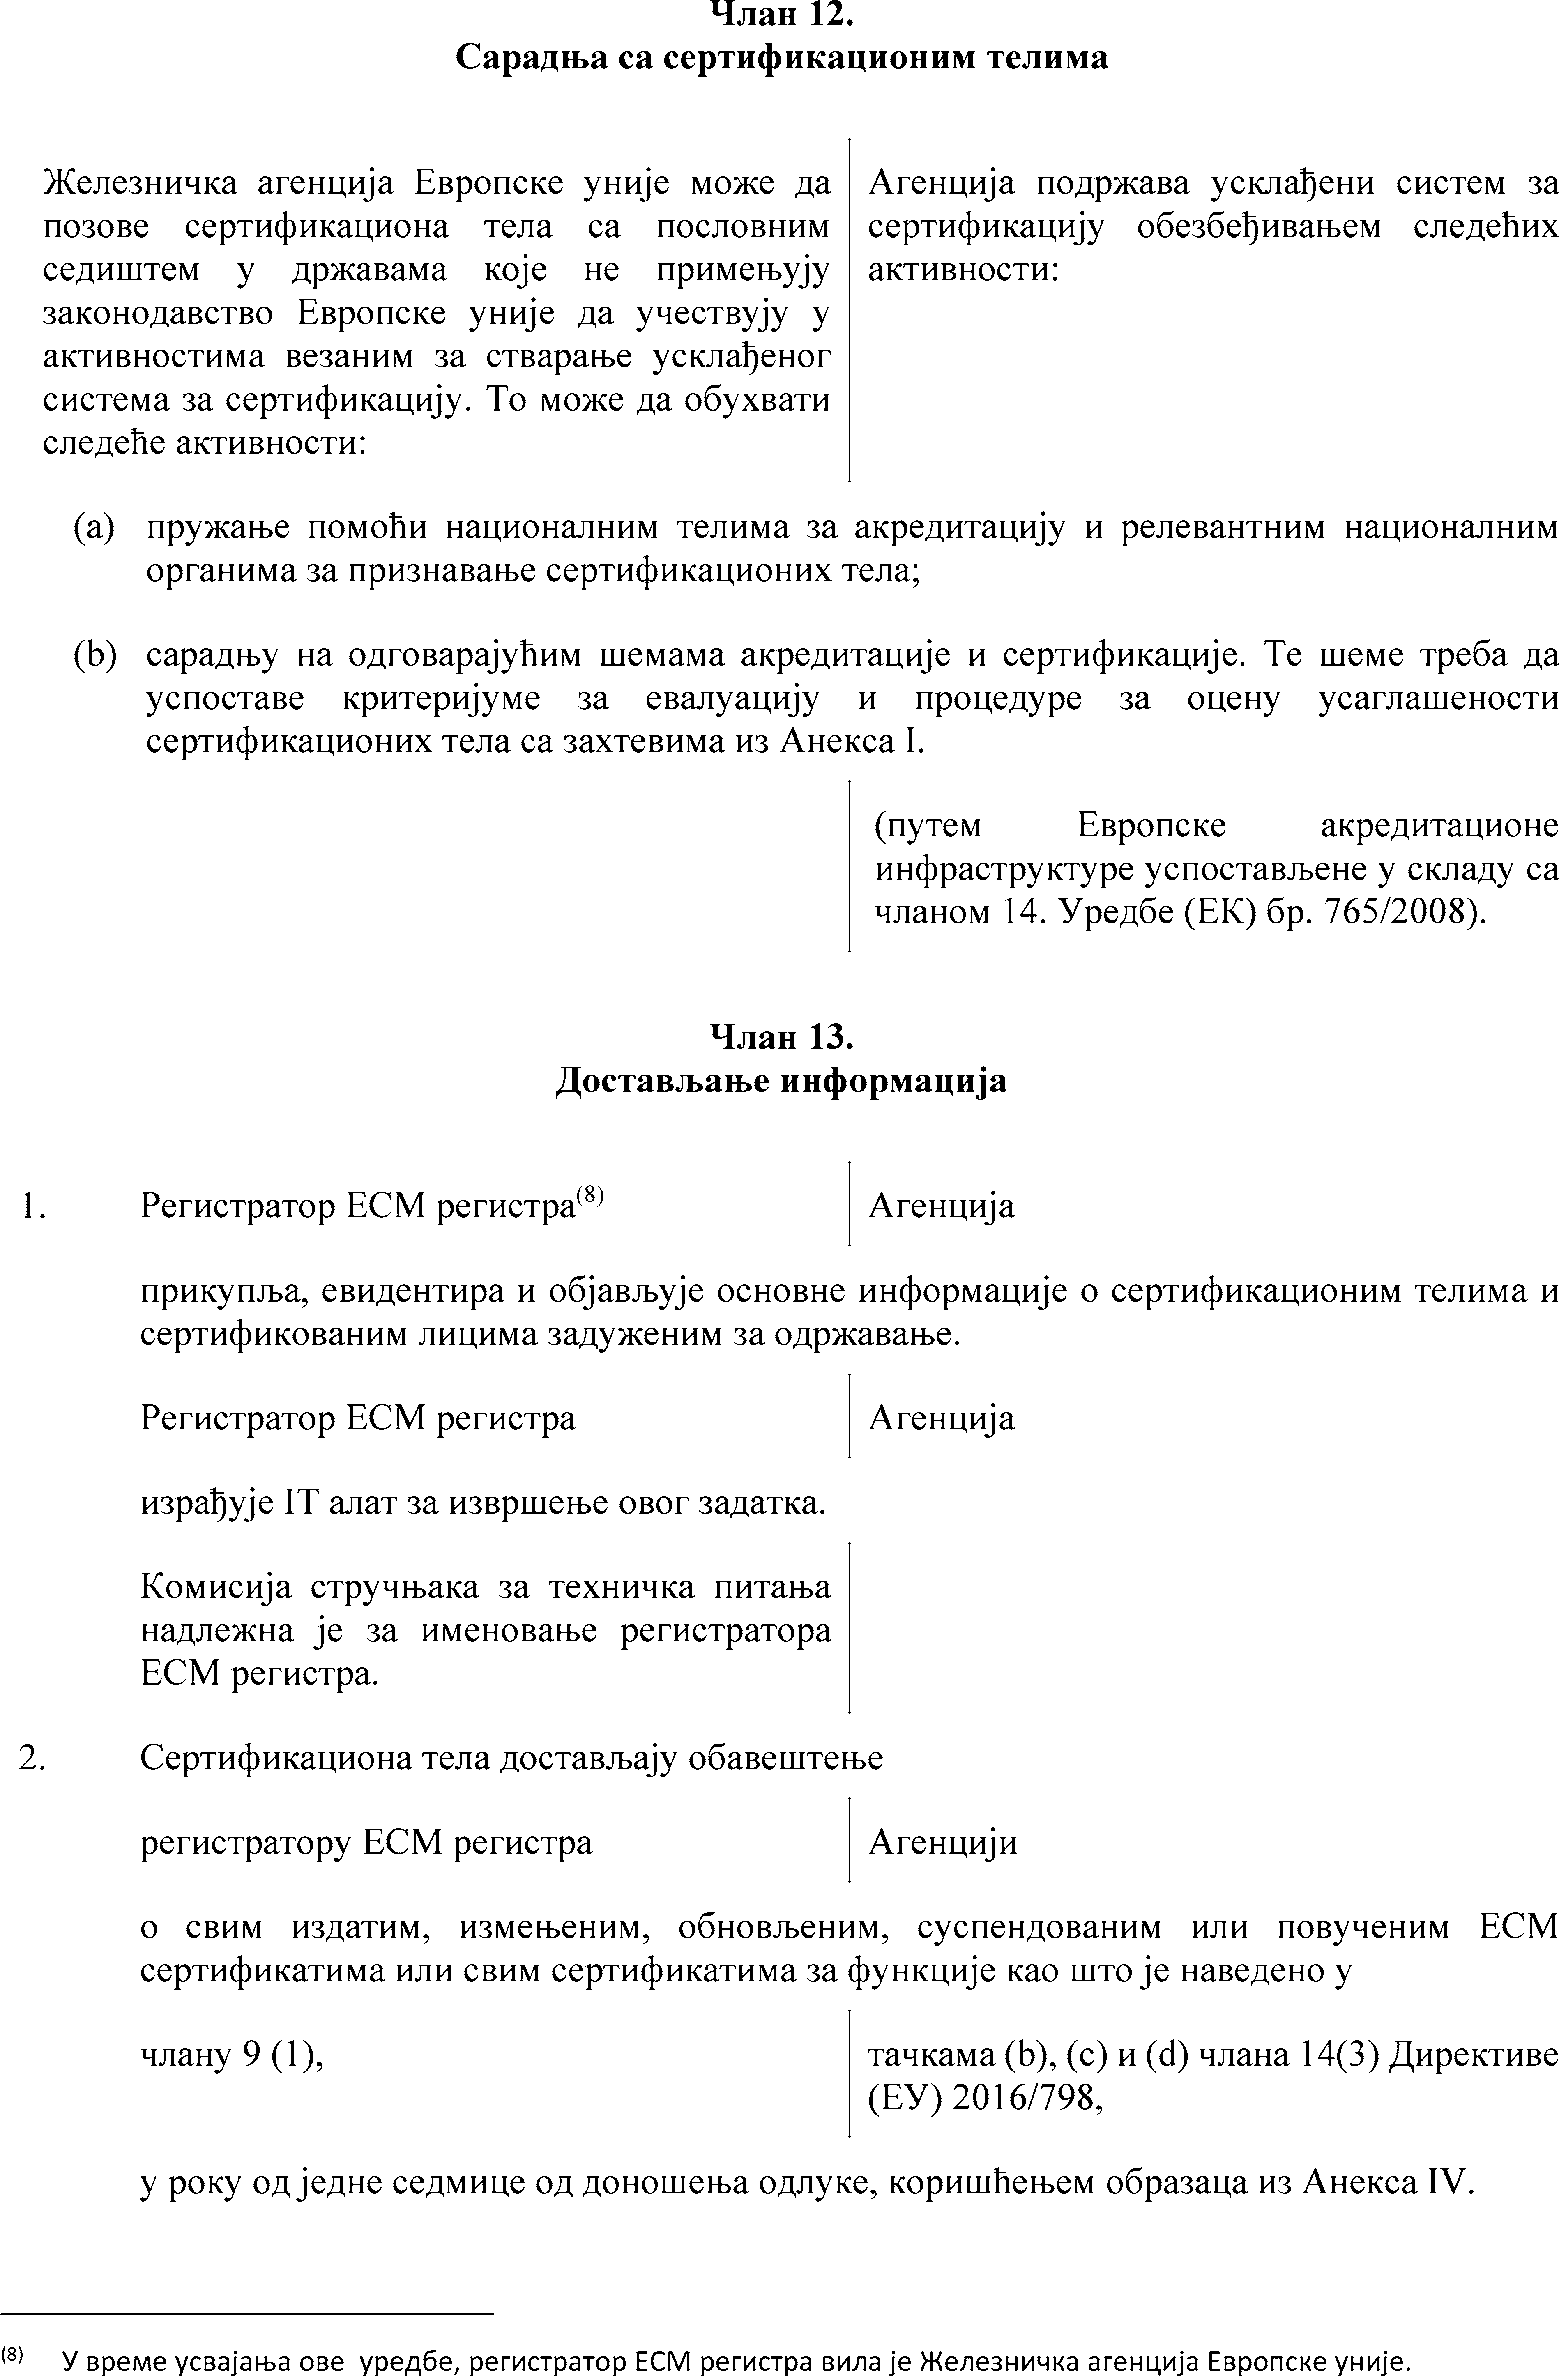 Члан 12.
Сарадња са сертификационим телима
Железничка агенција Европске уније може да
позове сертификациона тела са пословним
седиштем у државама које не примењују
законодавство Европске уније да учествују у
активностима везаним за стварање усклађеног
система за сертификацију. То може да обухвати
следеће активности:
Агенција подржава усклађени систем за
сертификацију обезбеђивањем следећих
активности:
(a) пружање помоћи националним телима за акредитацију и релевантним националним
органима за признавање сертификационих тела;
(b) сарадњу на одговарајућим шемама акредитације и сертификације. Те шеме треба да
успоставе критеријуме за евалуацију и процедуре за оцену усаглашености
сертификационих тела са захтевима из Анекса I.
(путем Европске акредитационе
инфраструктуре успостављене у складу са
чланом 14. Уредбе (ЕК) бр. 765/2008).
Члан 13.
Достављање информација
1. Регистратор ECM регистра(8)
Агенција
прикупља, евидентира и објављује основне информације о сертификационим телима и
сертификованим лицима задуженим за одржавање.
Регистратор ECM регистра
Агенција
израђује IT алат за извршење овог задатка.
Комисија стручњака за техничка питања
надлежна је за именовање регистратора
ECM регистра.
2. Сертификациона тела достављају обавештење
регистратору ECM регистра
Агенцији
о свим издатим, измењеним, обновљеним, суспендованим или повученим ECM
сертификатима или свим сертификатима за функције као што је наведено у
члану 9 (1),
тачкама (b), (c) и (d) члана 14(3) Директиве
(ЕУ) 2016/798,
у року од једне седмице од доношења одлуке, коришћењем образаца из Анекса IV.
(8) У време усвајања ове уредбе, регистратор ECM регистра вила је Железничка агенција Европске уније.